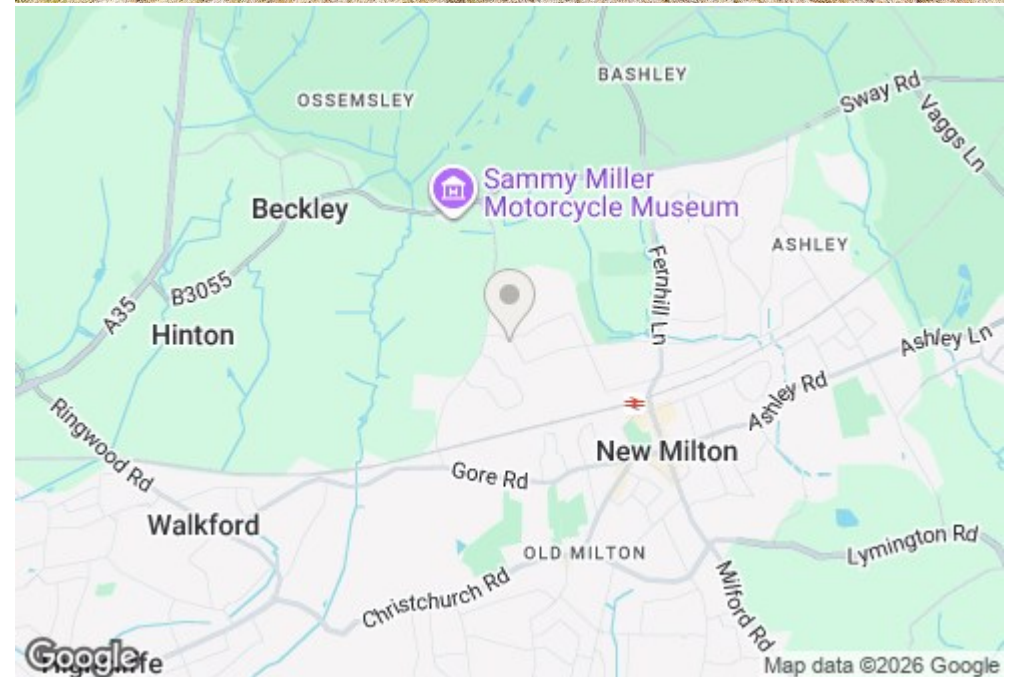 BASHLEY
OSSEMSLEY
Sway Rd
Vaggs Ln
Sammy Miller
Motorcycle Museum
Beckley
ASHLEY
Fernhill Ln
B3055
A35
Hinton
Ashley Ln
Ashley Rd
Ringwood Rd
New Milton
Gore Rd
Walkford
OLD MILTON
Lymington Rd
Christchurch Rd
Milford Rd
Google
Map data ©2026 Google